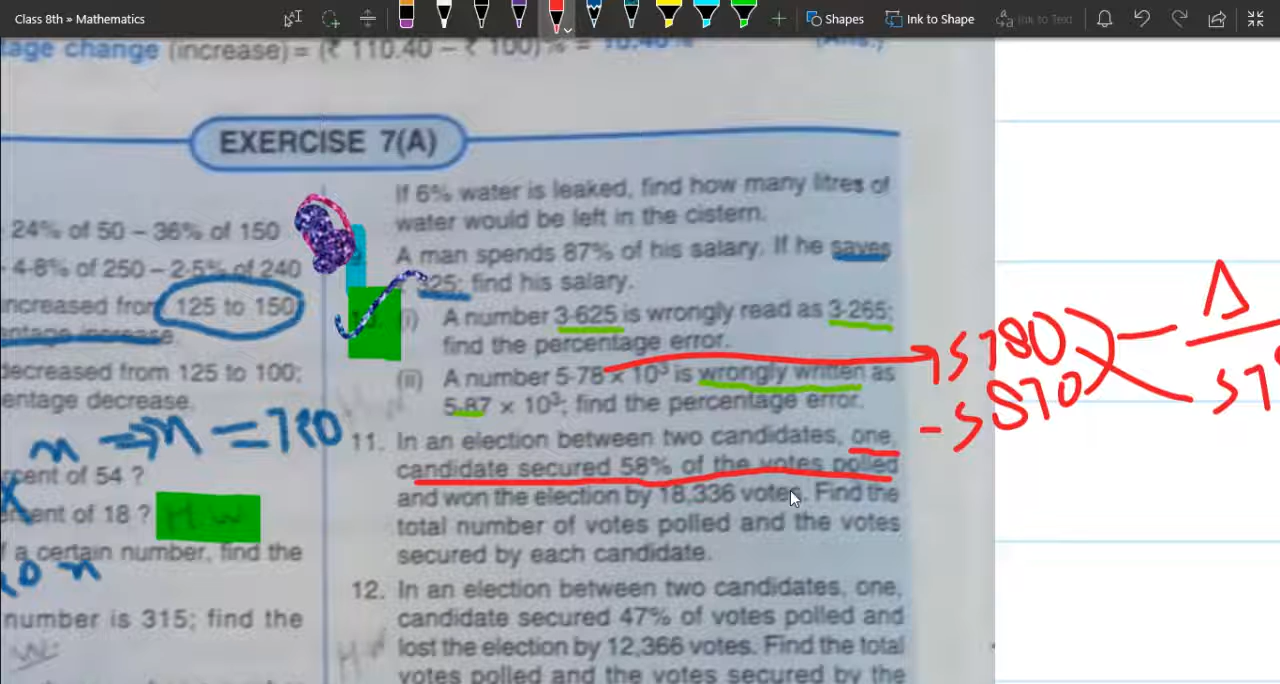 Class 8th » Mathematics
Shapes
Ink to Shape
Ink to Text
age change (increase) = (₹ 110.40 – ₹ 100)% = 10.40% (Ans.)
EXERCISE 7(A)
24% of 50 – 36% of 150
4·8% of 250 – 2·5% of 240
increased from 125 to 150
entage increase.
decreased from 125 to 100;
entage decrease.
n ⇒ n = 720
cent of 54 ?
cent of 18 ? H.W
f a certain number, find the
number is 315; find the
W:
If 6% water is leaked, find how many litres of
water would be left in the cistern.
A man spends 87% of his salary. If he saves
325; find his salary.
(i) A number 3·625 is wrongly read as 3·265;
find the percentage error.
(ii) A number 5·78 × 10³ is wrongly written as
5·87 × 10³; find the percentage error.
11. In an election between two candidates, one,
candidate secured 58% of the votes polled
and won the election by 18,336 votes. Find the
total number of votes polled and the votes
secured by each candidate.
12. In an election between two candidates, one,
candidate secured 47% of votes polled and
lost the election by 12,366 votes. Find the total
votes polled and the votes secured by the
5780
- 5870
Δ
57